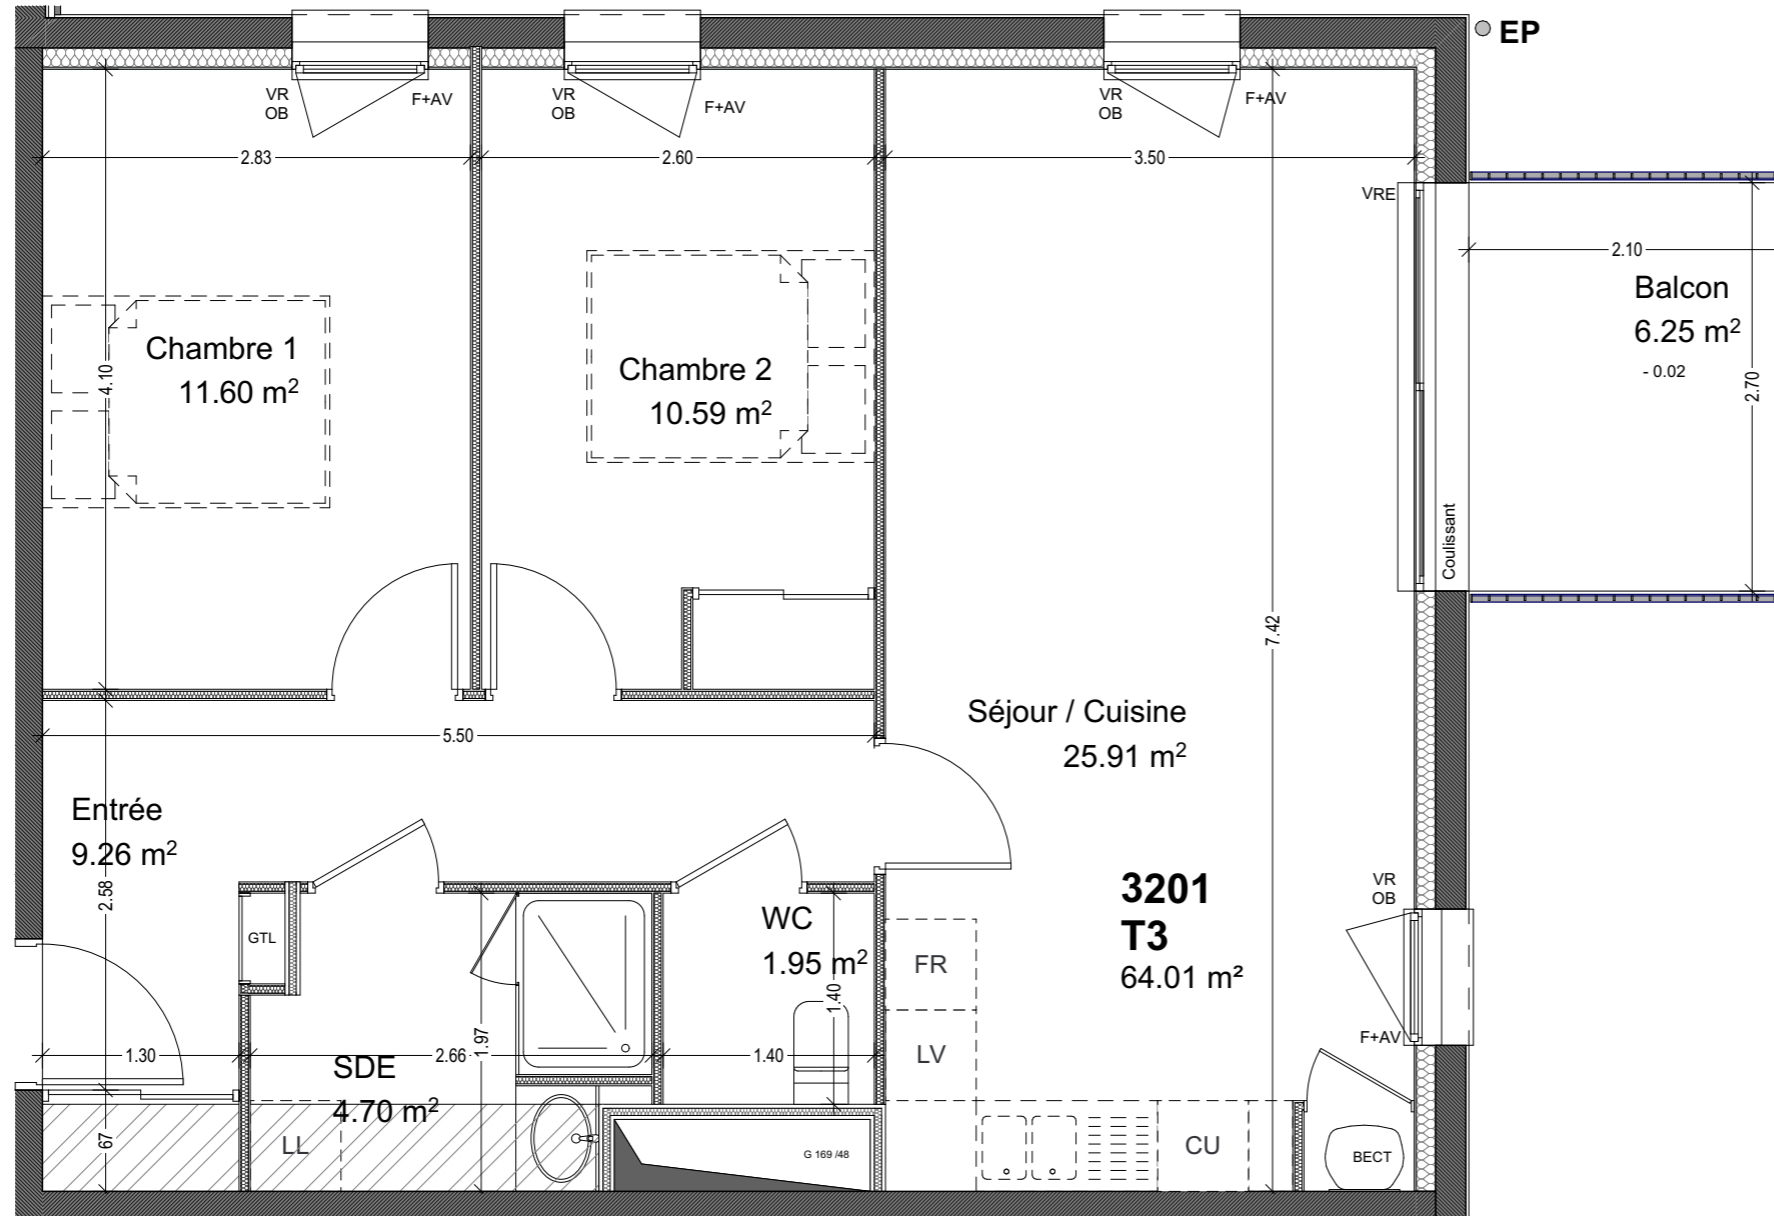 EP
VR
OB
F+AV
VR
OB
F+AV
VR
OB
F+AV
2.83
2.60
3.50
VRE
2.10
Balcon
6.25 m²
- 0.02
2.70
Chambre 1
11.60 m²
4.10
Chambre 2
10.59 m²
Coulissant
7.42
Séjour / Cuisine
25.91 m²
5.50
Entrée
9.26 m²
2.58
GTL
WC
1.95 m²
1.40
3201
T3
64.01 m²
VR
OB
F+AV
FR
LV
1.30
2.66
1.97
1.40
SDE
4.70 m²
67
LL
G 169 /48
CU
BECT